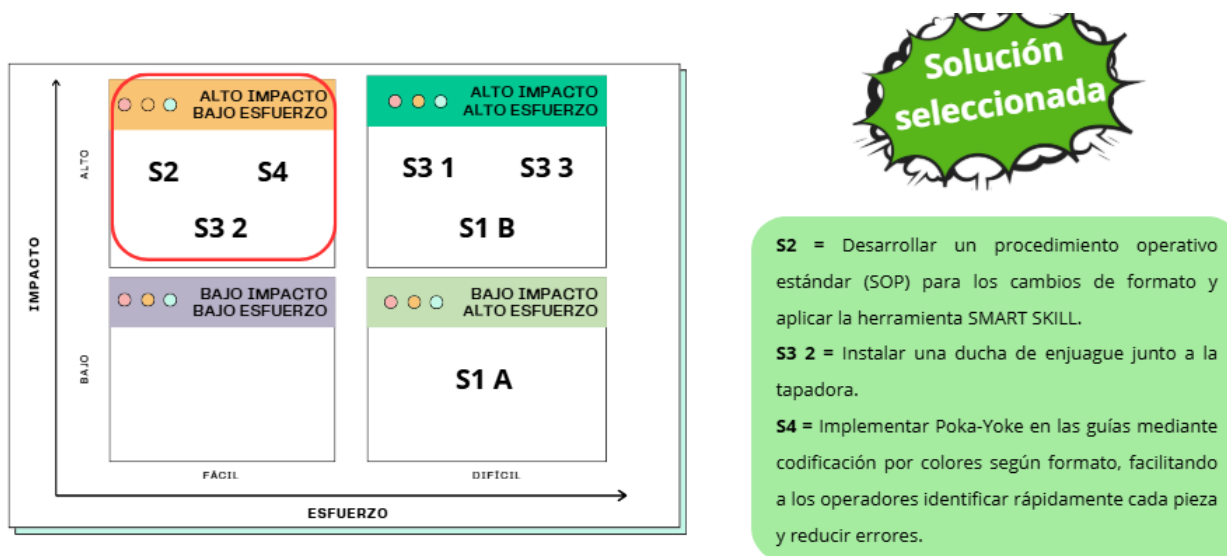 Solución
seleccionada
ALTO IMPACTO
BAJO ESFUERZO
S2
S4
S3 2
ALTO IMPACTO
ALTO ESFUERZO
S3 1
S3 3
S1 B
BAJO IMPACTO
BAJO ESFUERZO
BAJO IMPACTO
ALTO ESFUERZO
S1 A
IMPACTO
ALTO
BAJO
FÁCIL
DIFÍCIL
ESFUERZO
S2 = Desarrollar un procedimiento operativo
estándar (SOP) para los cambios de formato y
aplicar la herramienta SMART SKILL.
S3 2 = Instalar una ducha de enjuague junto a la
tapadora.
S4 = Implementar Poka-Yoke en las guías mediante
codificación por colores según formato, facilitando
a los operadores identificar rápidamente cada pieza
y reducir errores.